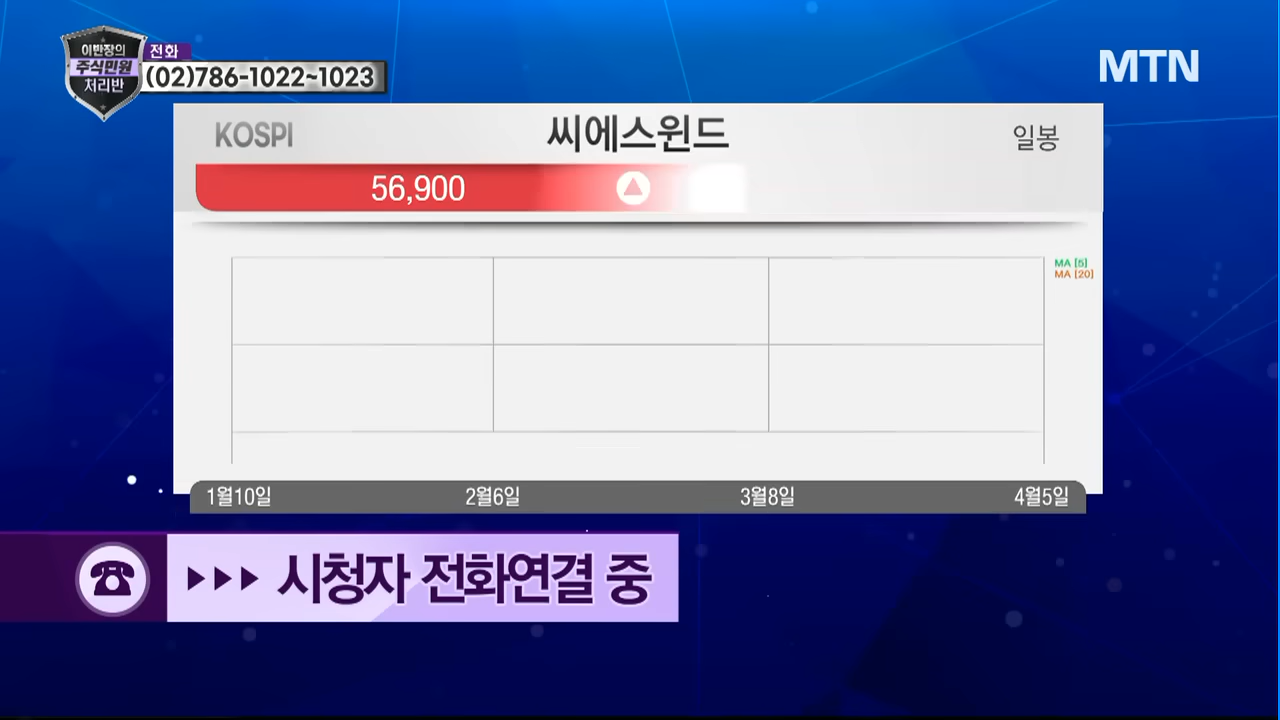 이반장의
주식민원
처리반
전화
(02)786-1022~1023
MTN
KOSPI
씨에스윈드
일봉
56,900
MA [5]
MA [20]
1월10일
2월6일
3월8일
4월5일
시청자 전화연결 중